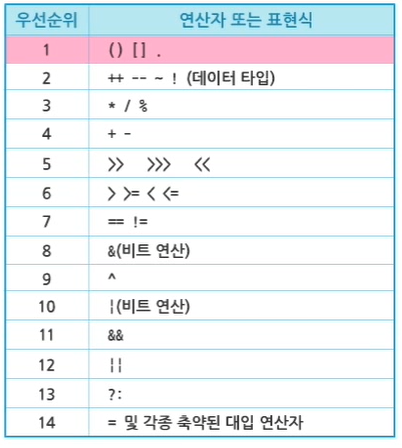 우선순위 연산자 또는 표현식
1 () [] .
2 ++ -- ~ ! (데이터 타입)
3 * / %
4 + -
5 >> >>> <<
6 > >= < <=
7 == !=
8 &(비트 연산)
9 ^
10 |(비트 연산)
11 &&
12 ||
13 ?:
14 = 및 각종 축약된 대입 연산자